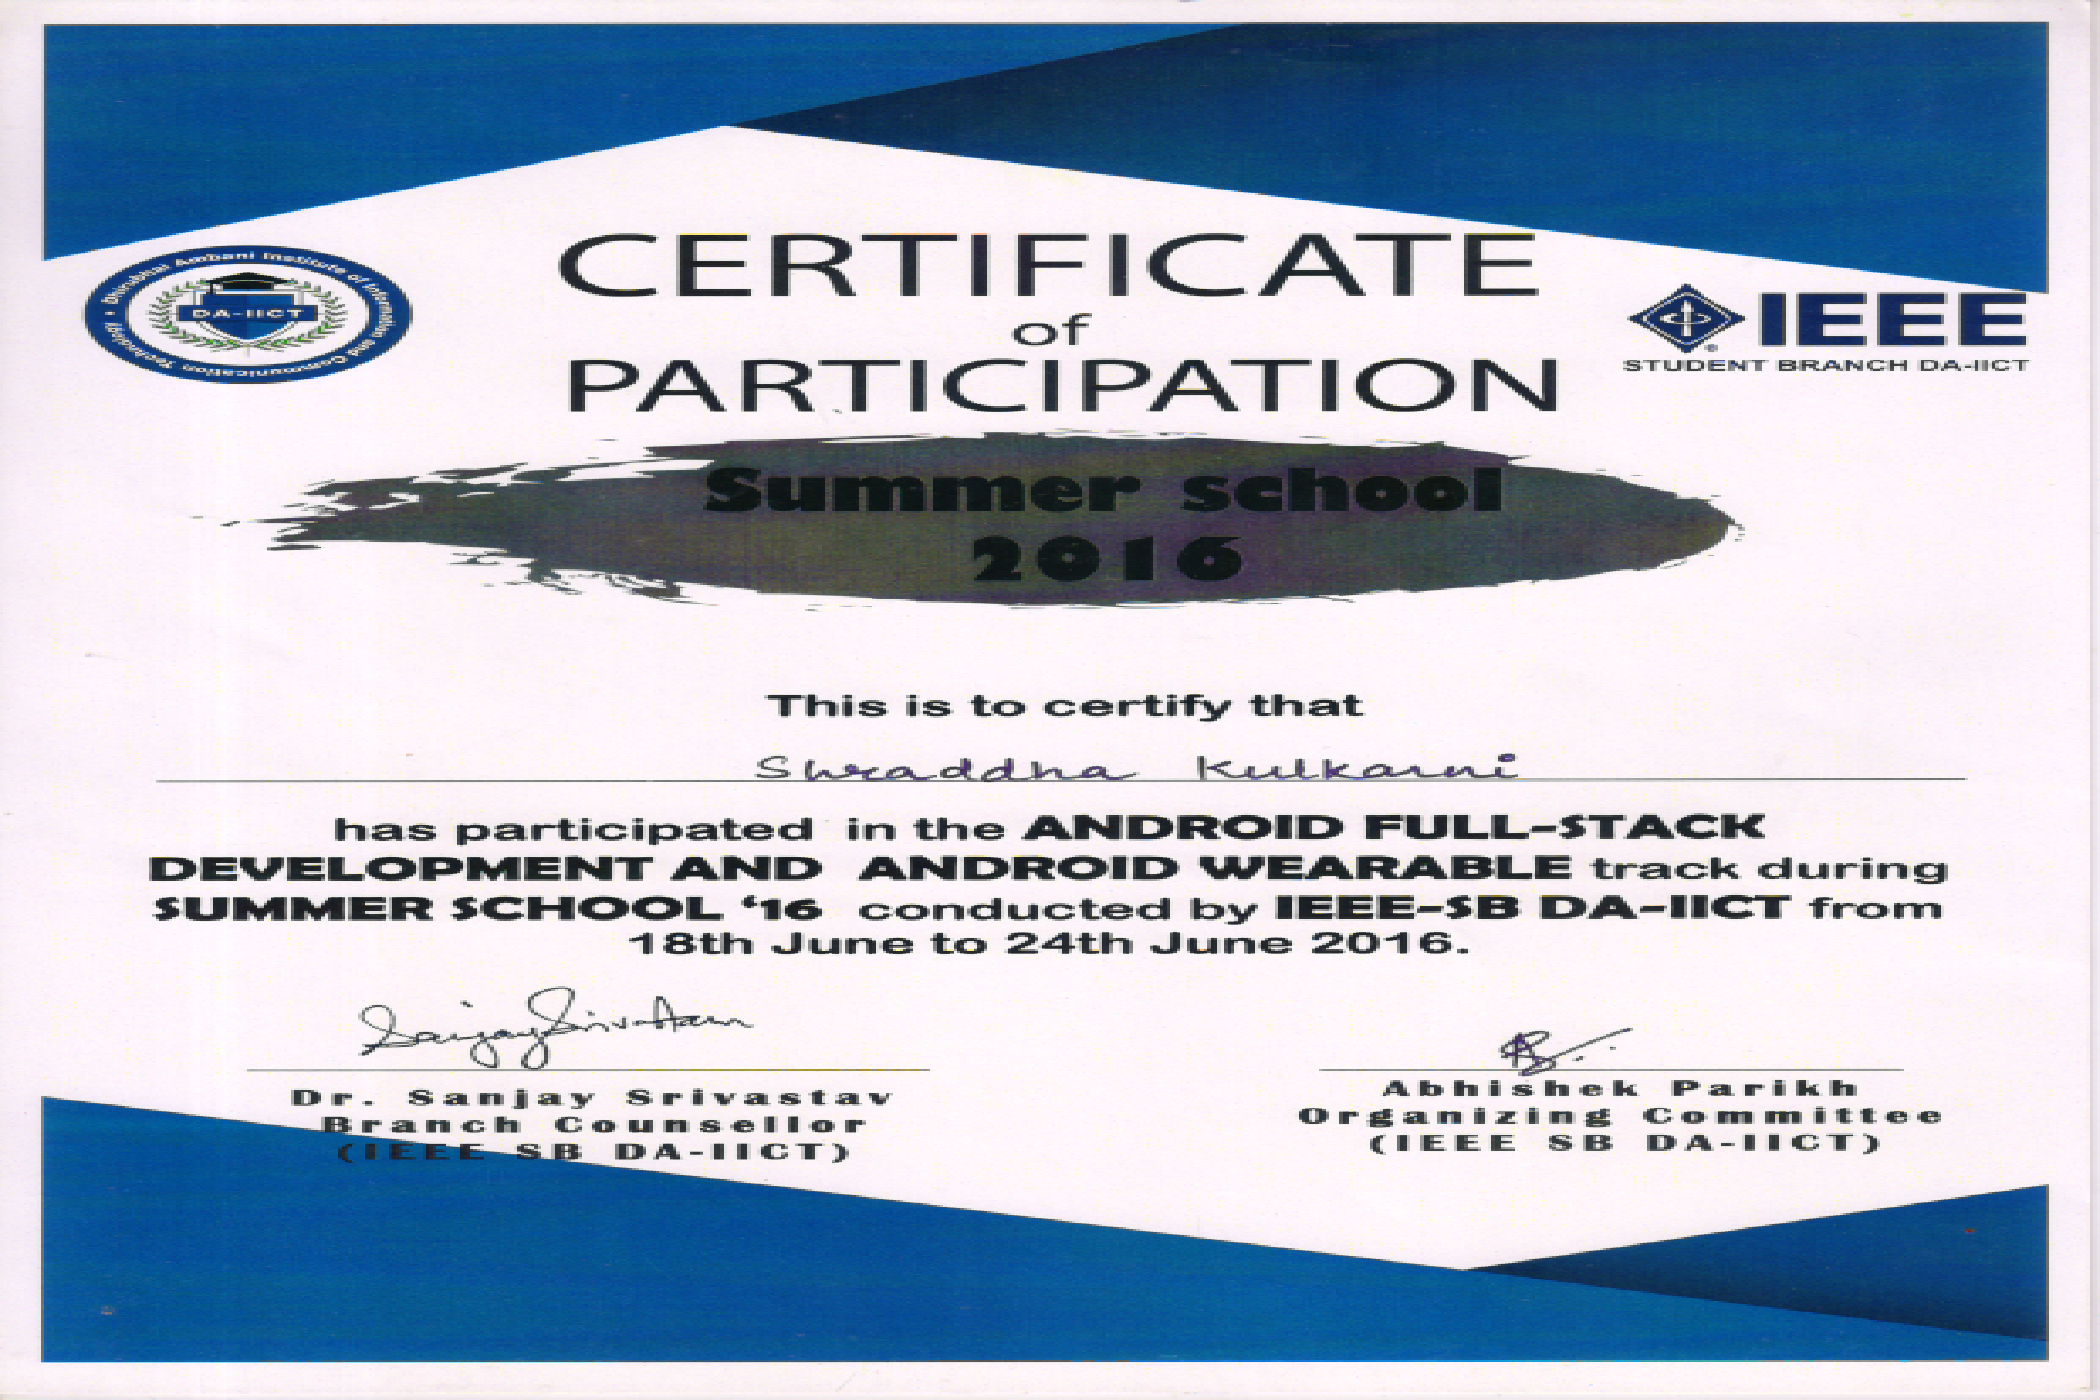 CERTIFICATE
of
PARTICIPATION
Dhirubhai Ambani Institute of Information and Communication Technology
DA-IICT
IEEE
STUDENT BRANCH DA-IICT
Summer school
2016
This is to certify that
Shraddha Kulkarni
has participated in the ANDROID FULL-STACK
DEVELOPMENT AND ANDROID WEARABLE track during
SUMMER SCHOOL ‘16 conducted by IEEE-SB DA-IICT from
18th June to 24th June 2016.
Sanjay Srivastav
Dr. Sanjay Srivastav
Branch Counsellor
(IEEE SB DA-IICT)
Abhishek Parikh
Organizing Committee
(IEEE SB DA-IICT)